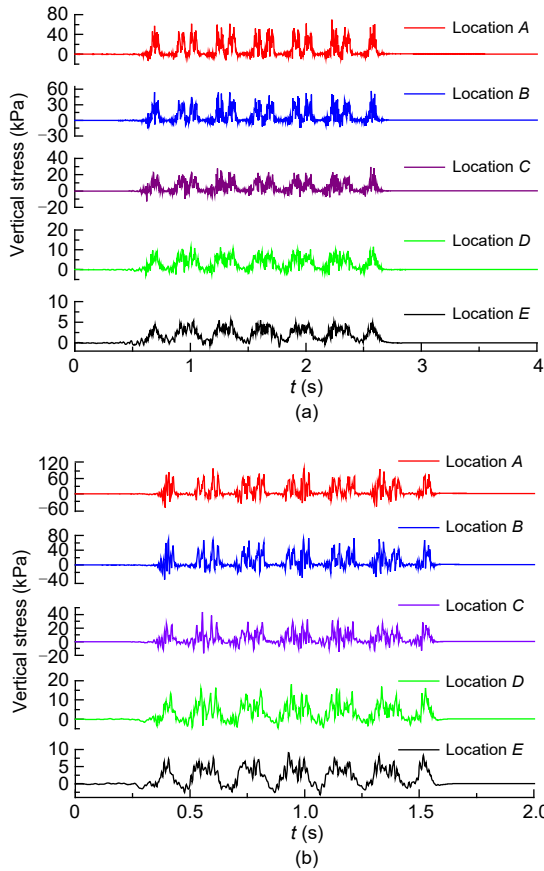 80
40
0
Location A
60
30
0
−30
Location B
40
20
0
−20
Location C
20
10
0
Location D
10
5
0
Location E
Vertical stress (kPa)
0 1 2 3 4
t (s)
(a)
120
60
0
−60
Location A
80
40
0
−40
Location B
40
20
0
−20
Location C
20
10
0
Location D
10
5
0
Location E
Vertical stress (kPa)
0 0.5 1.0 1.5 2.0
t (s)
(b)